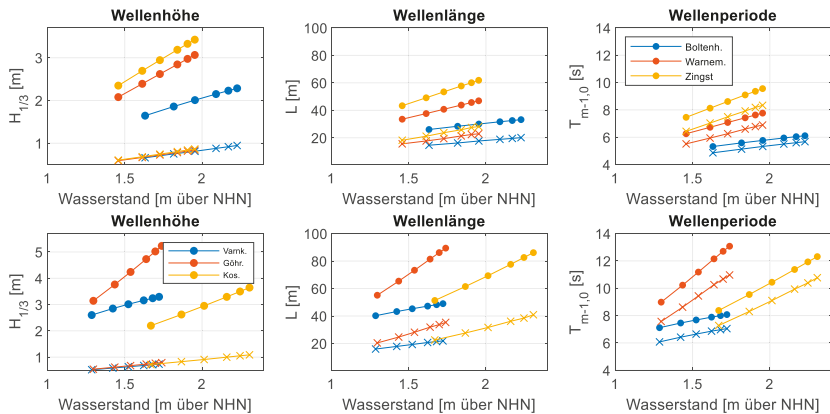 Wellenhöhe
H1/3 [m]
3
2
1
1 1.5 2
Wasserstand [m über NHN]
Wellenlänge
L [m]
100
80
60
40
20
1 1.5 2
Wasserstand [m über NHN]
Wellenperiode
Tm-1,0 [s]
14
12
10
8
6
4
Boltenh.
Warnem.
Zingst
1 1.5 2
Wasserstand [m über NHN]
Wellenhöhe
H1/3 [m]
5
4
3
2
1
Varnk.
Göhr.
Kos.
1 1.5 2
Wasserstand [m über NHN]
Wellenlänge
L [m]
100
80
60
40
20
1 1.5 2
Wasserstand [m über NHN]
Wellenperiode
Tm-1,0 [s]
14
12
10
8
6
4
1 1.5 2
Wasserstand [m über NHN]